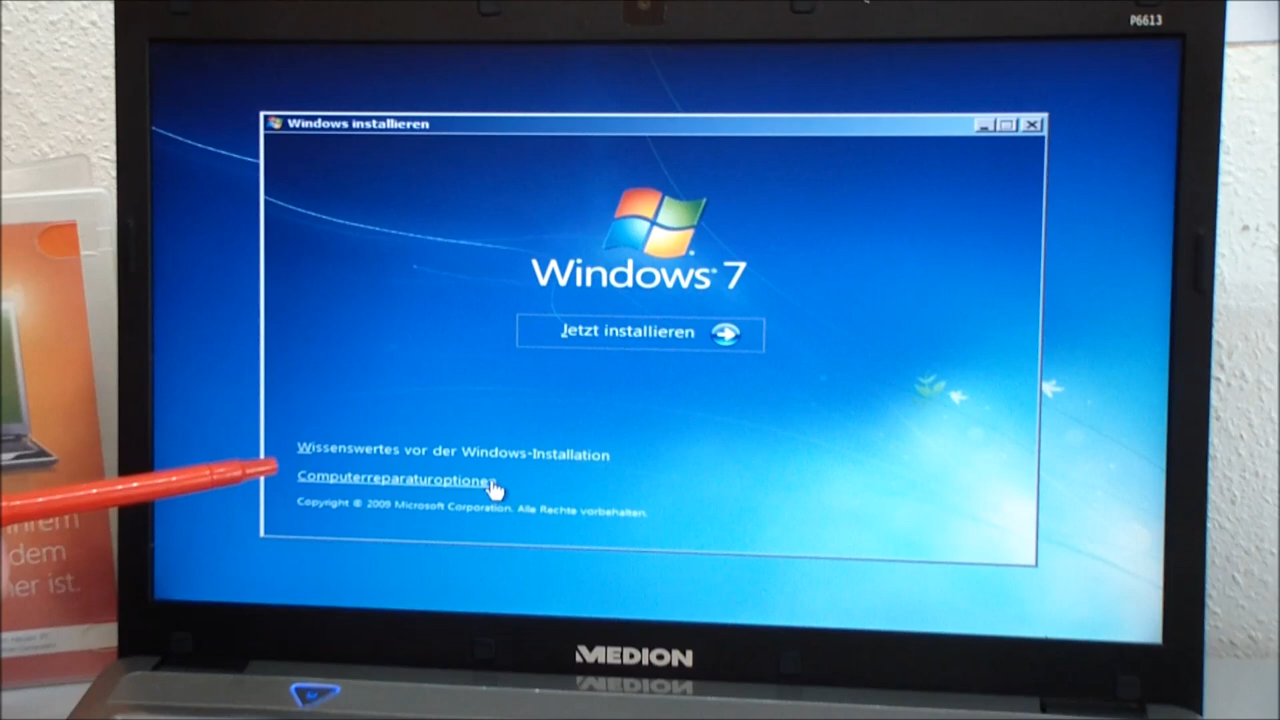 P6613
Windows installieren
Windows 7
Jetzt installieren
Wissenswertes vor der Windows-Installation
Computerreparaturoptionen
Copyright © 2009 Microsoft Corporation. Alle Rechte vorbehalten.
dem
ist.
MEDION